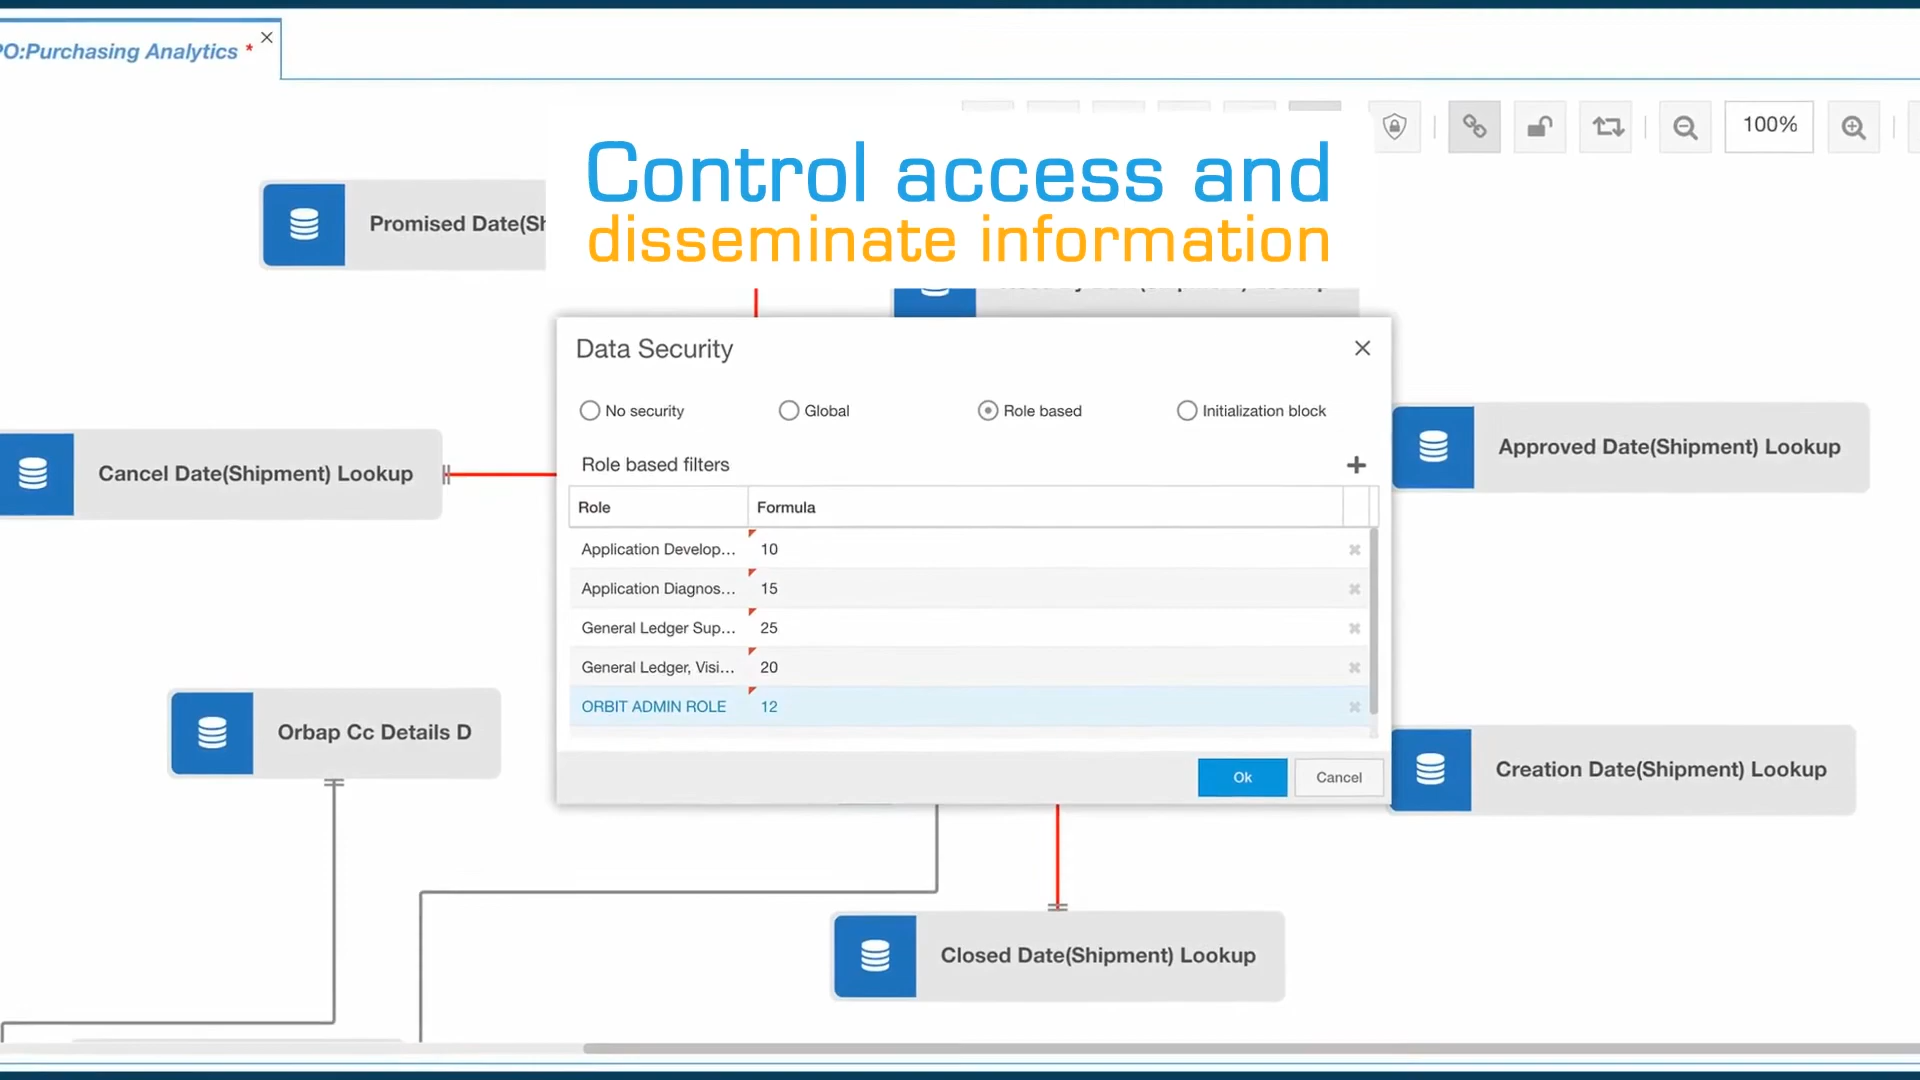 PO:Purchasing Analytics *
100%
Control access and
disseminate information
Promised Date(Sh
Data Security
No security
Global
Role based
Initialization block
Role based filters
Role
Formula
Application Develop...
10
Application Diagnos...
15
General Ledger Sup...
25
General Ledger, Visi...
20
ORBIT ADMIN ROLE
12
Ok
Cancel
Cancel Date(Shipment) Lookup
Approved Date(Shipment) Lookup
Orbap Cc Details D
Creation Date(Shipment) Lookup
Closed Date(Shipment) Lookup